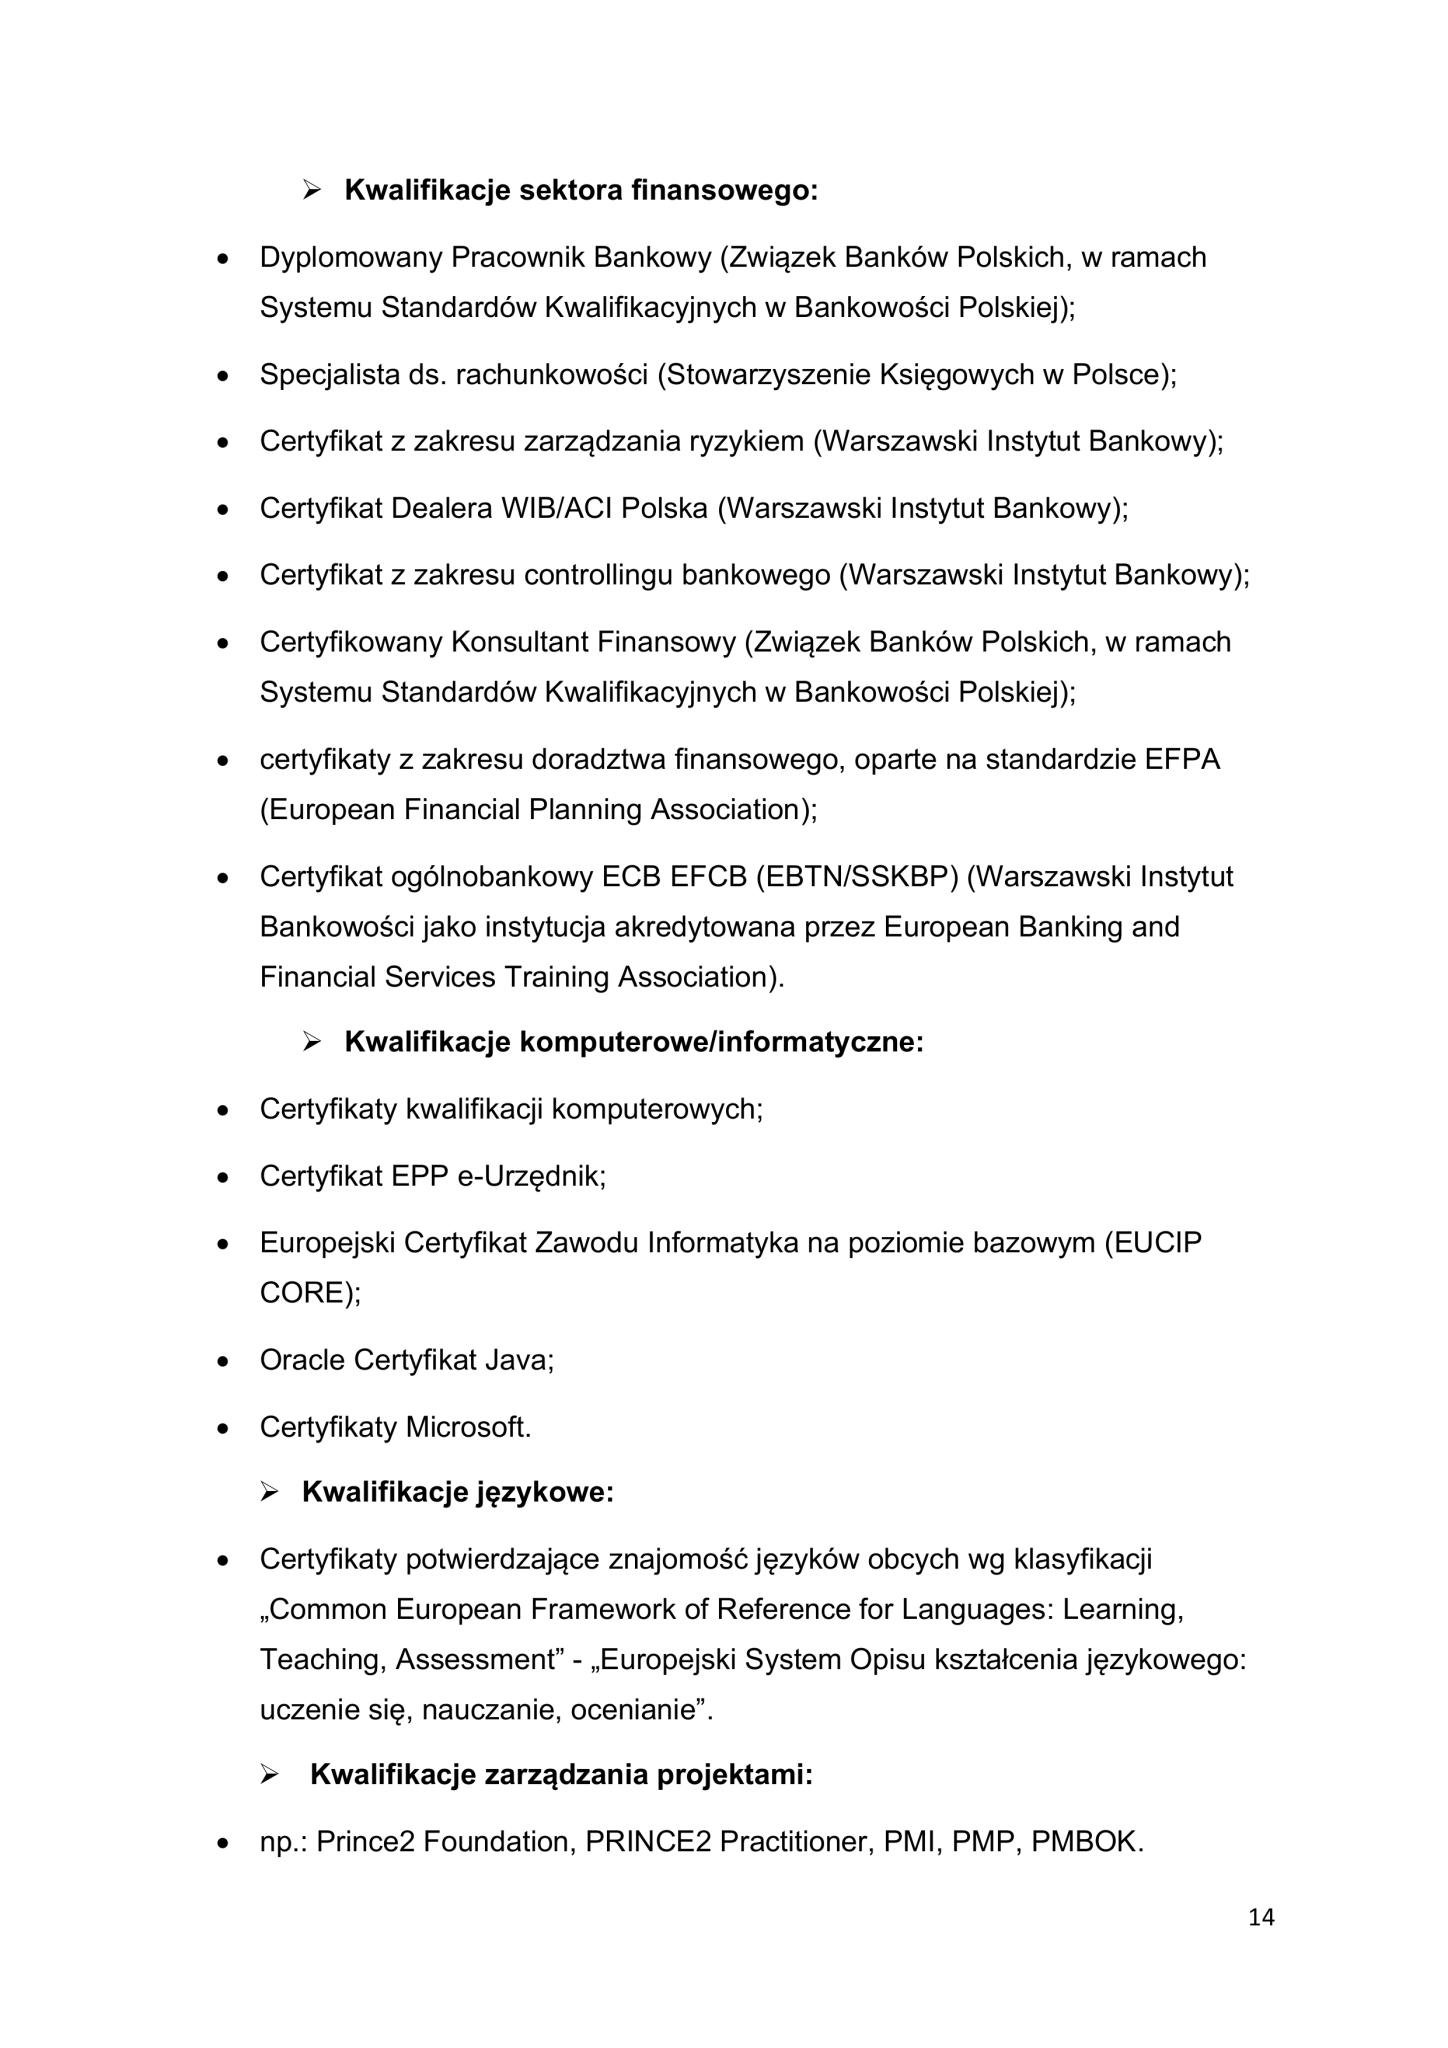 ➢ Kwalifikacje sektora finansowego:
• Dyplomowany Pracownik Bankowy (Związek Banków Polskich, w ramach
Systemu Standardów Kwalifikacyjnych w Bankowości Polskiej);
• Specjalista ds. rachunkowości (Stowarzyszenie Księgowych w Polsce);
• Certyfikat z zakresu zarządzania ryzykiem (Warszawski Instytut Bankowy);
• Certyfikat Dealera WIB/ACI Polska (Warszawski Instytut Bankowy);
• Certyfikat z zakresu controllingu bankowego (Warszawski Instytut Bankowy);
• Certyfikowany Konsultant Finansowy (Związek Banków Polskich, w ramach
Systemu Standardów Kwalifikacyjnych w Bankowości Polskiej);
• certyfikaty z zakresu doradztwa finansowego, oparte na standardzie EFPA
(European Financial Planning Association);
• Certyfikat ogólnobankowy ECB EFCB (EBTN/SSKBP) (Warszawski Instytut
Bankowości jako instytucja akredytowana przez European Banking and
Financial Services Training Association).
➢ Kwalifikacje komputerowe/informatyczne:
• Certyfikaty kwalifikacji komputerowych;
• Certyfikat EPP e-Urzędnik;
• Europejski Certyfikat Zawodu Informatyka na poziomie bazowym (EUCIP
CORE);
• Oracle Certyfikat Java;
• Certyfikaty Microsoft.
➢ Kwalifikacje językowe:
• Certyfikaty potwierdzające znajomość języków obcych wg klasyfikacji
„Common European Framework of Reference for Languages: Learning,
Teaching, Assessment” - „Europejski System Opisu kształcenia językowego:
uczenie się, nauczanie, ocenianie”.
➢ Kwalifikacje zarządzania projektami:
• np.: Prince2 Foundation, PRINCE2 Practitioner, PMI, PMP, PMBOK.
14